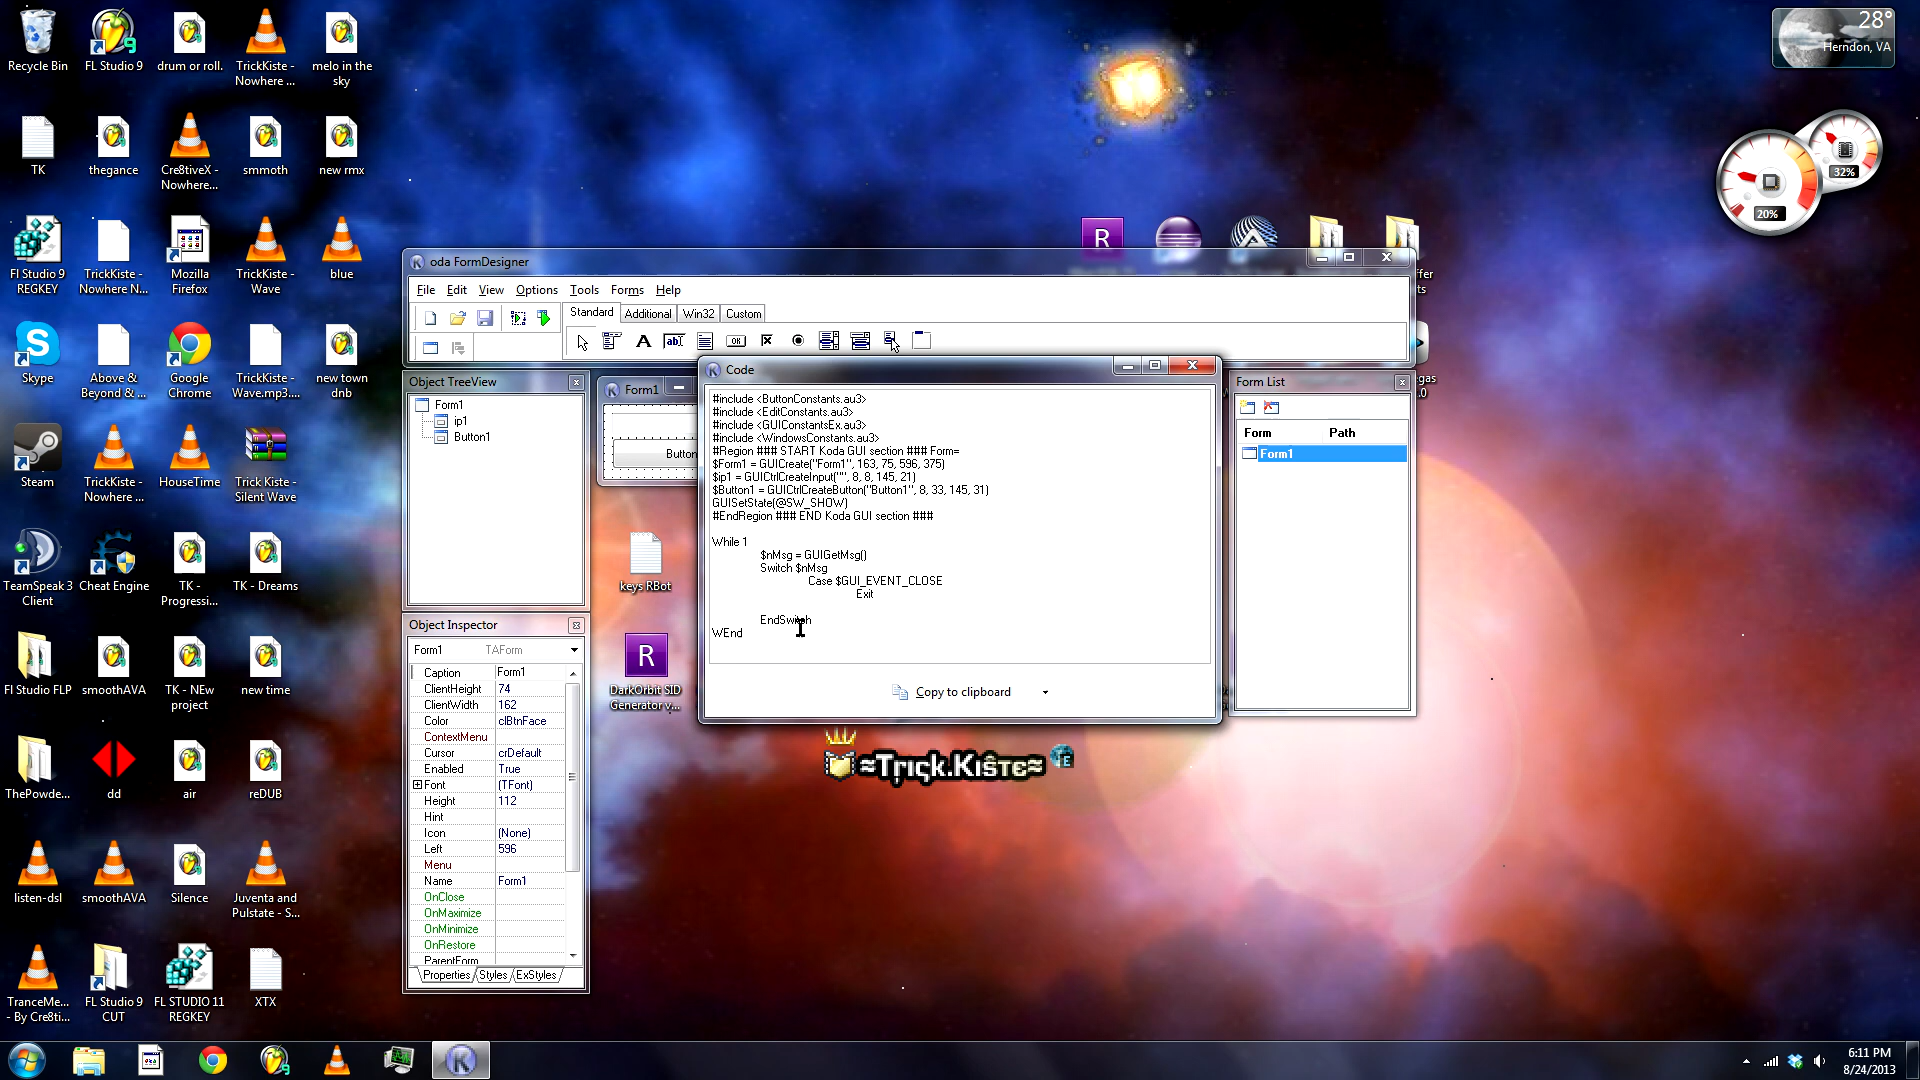 Recycle Bin
FL Studio 9
drum or roll.
TrickKiste -
Nowhere ...
melo in the
sky
TK
thegance
Cre8tiveX -
Nowhere...
smmoth
new rmx
FI Studio 9
REGKEY
TrickKiste -
Nowhere N...
Mozilla
Firefox
TrickKiste -
Wave
blue
Skype
Above &
Beyond & ...
Google
Chrome
TrickKiste -
Wave.mp3....
new town
dnb
Steam
TrickKiste -
Nowhere ...
HouseTime
Trick Kiste -
Silent Wave
TeamSpeak 3
Client
Cheat Engine
TK -
Progressi...
TK - Dreams
FI Studio FLP
smoothAVA
TK - NEw
project
new time
ThePowde...
dd
air
reDUB
listen-dsl
smoothAVA
Silence
Juventa and
Pulstate - S...
TranceMe...
- By Cre8ti...
FL Studio 9
CUT
FL STUDIO 11
REGKEY
XTX
28°
Herndon, VA
32%
20%
oda FormDesigner
File Edit View Options Tools Forms Help
Standard Additional Win32 Custom
Object TreeView
Form1
ip1
Button1
Form1
Button
keys RBot
DarkOrbit SID
Generator v...
Object Inspector
Form1 TAForm
Caption Form1
ClientHeight 74
ClientWidth 162
Color clBtnFace
ContextMenu
Cursor crDefault
Enabled True
Font (TFont)
Height 112
Hint
Icon (None)
Left 596
Menu
Name Form1
OnClose
OnMaximize
OnMinimize
OnRestore
ParentForm
Properties Styles ExStyles
Code
#include <ButtonConstants.au3>
#include <EditConstants.au3>
#include <GUIConstantsEx.au3>
#include <WindowsConstants.au3>
#Region ### START Koda GUI section ### Form=
$Form1 = GUICreate("Form1", 163, 75, 596, 375)
$ip1 = GUICtrlCreateInput("", 8, 8, 145, 21)
$Button1 = GUICtrlCreateButton("Button1", 8, 33, 145, 31)
GUISetState(@SW_SHOW)
#EndRegion ### END Koda GUI section ###
While 1
$nMsg = GUIGetMsg()
Switch $nMsg
Case $GUI_EVENT_CLOSE
Exit
EndSwitch
WEnd
Copy to clipboard
Form List
Form Path
Form1
≈Tŗιçk.Kιŝтє≈
6:11 PM
8/24/2013